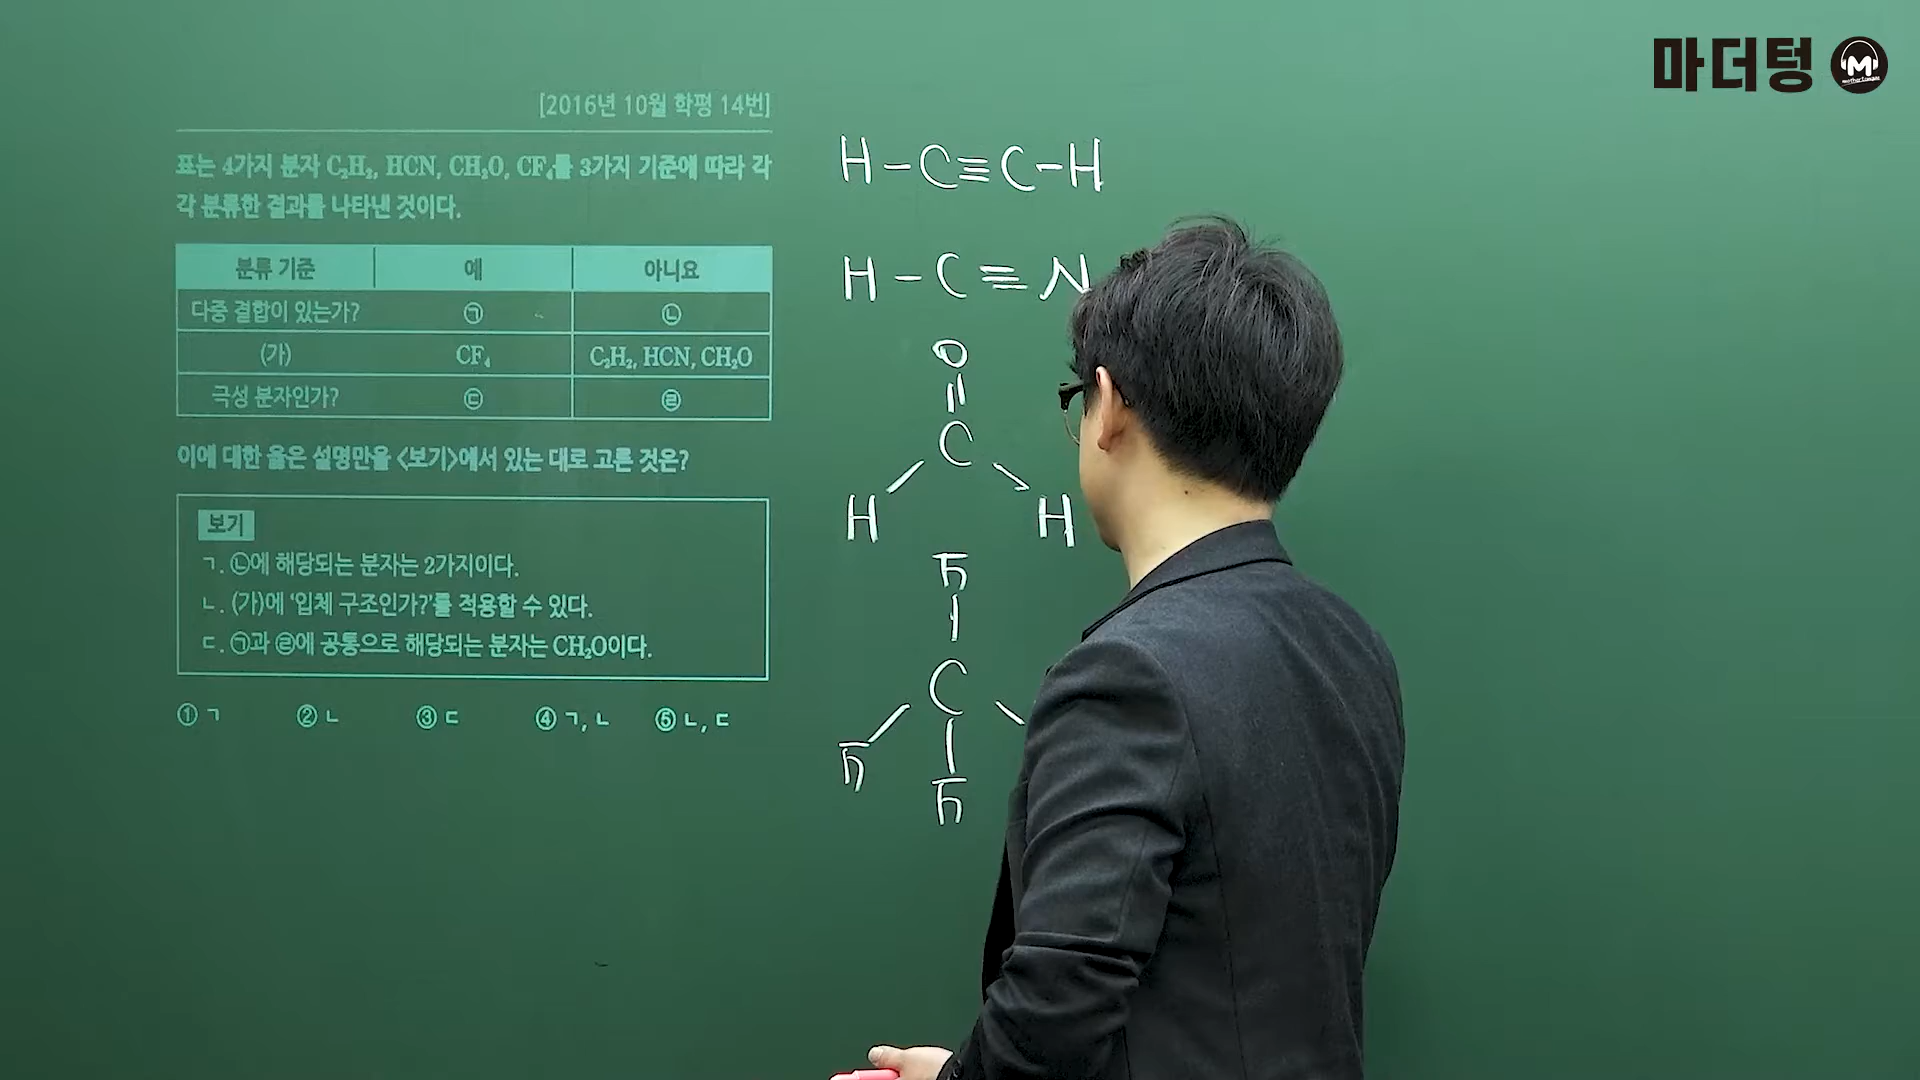 마더텅 M
[2016년 10월 학평 14번]
표는 4가지 분자 C₂H₂, HCN, CH₂O, CF₄를 3가지 기준에 따라 각
각 분류한 결과를 나타낸 것이다.
분류 기준 예 아니요
다중 결합이 있는가? ㉠ ㉡
(가) CF₄ C₂H₂, HCN, CH₂O
극성 분자인가? ㉢ ㉣
이에 대한 옳은 설명만을 <보기>에서 있는 대로 고른 것은?
보기
ㄱ. ㉡에 해당되는 분자는 2가지이다.
ㄴ. (가)에 '입체 구조인가?'를 적용할 수 있다.
ㄷ. ㉠과 ㉣에 공통으로 해당되는 분자는 CH₂O이다.
① ㄱ ② ㄴ ③ ㄷ ④ ㄱ, ㄴ ⑤ ㄴ, ㄷ
H-C≡C-H
H-C≡N
O
C
H H
F
C
F
F